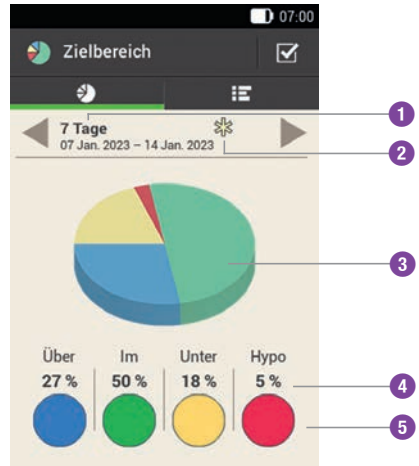 07:00
Zielbereich
7 Tage
07 Jan. 2023 – 14 Jan. 2023
1
2
3
Über Im Unter Hypo
27 % 50 % 18 % 5 %
4
5